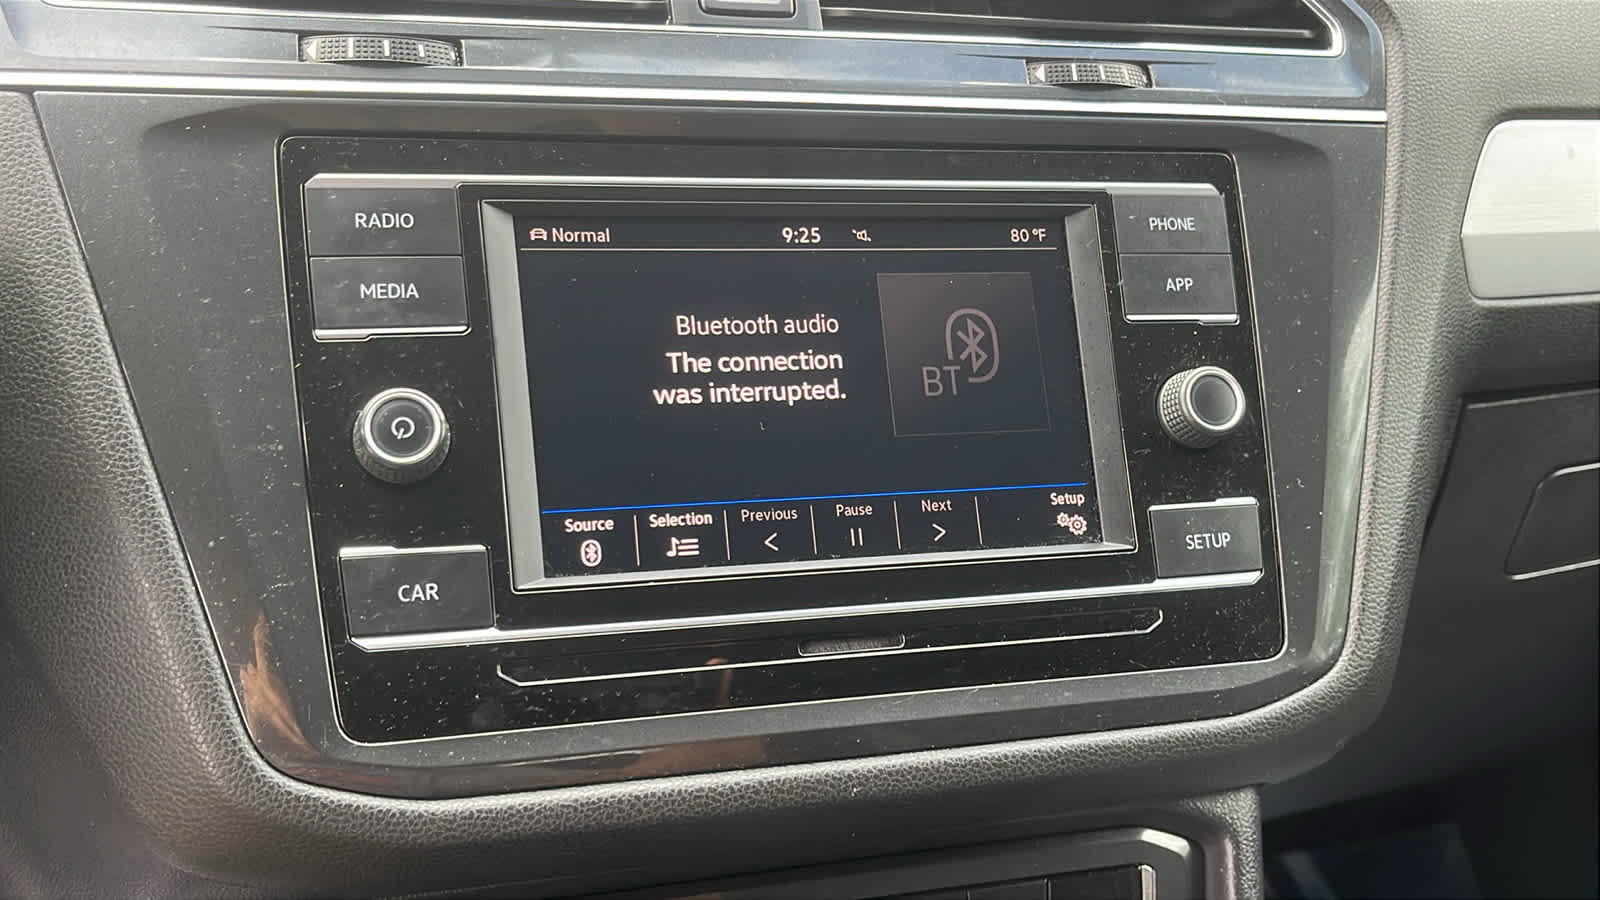 RADIO
MEDIA
CAR
Normal
9:25
80 °F
Bluetooth audio
The connection
was interrupted.
BT
Source
Selection
Previous
Pause
Next
Setup
PHONE
APP
SETUP